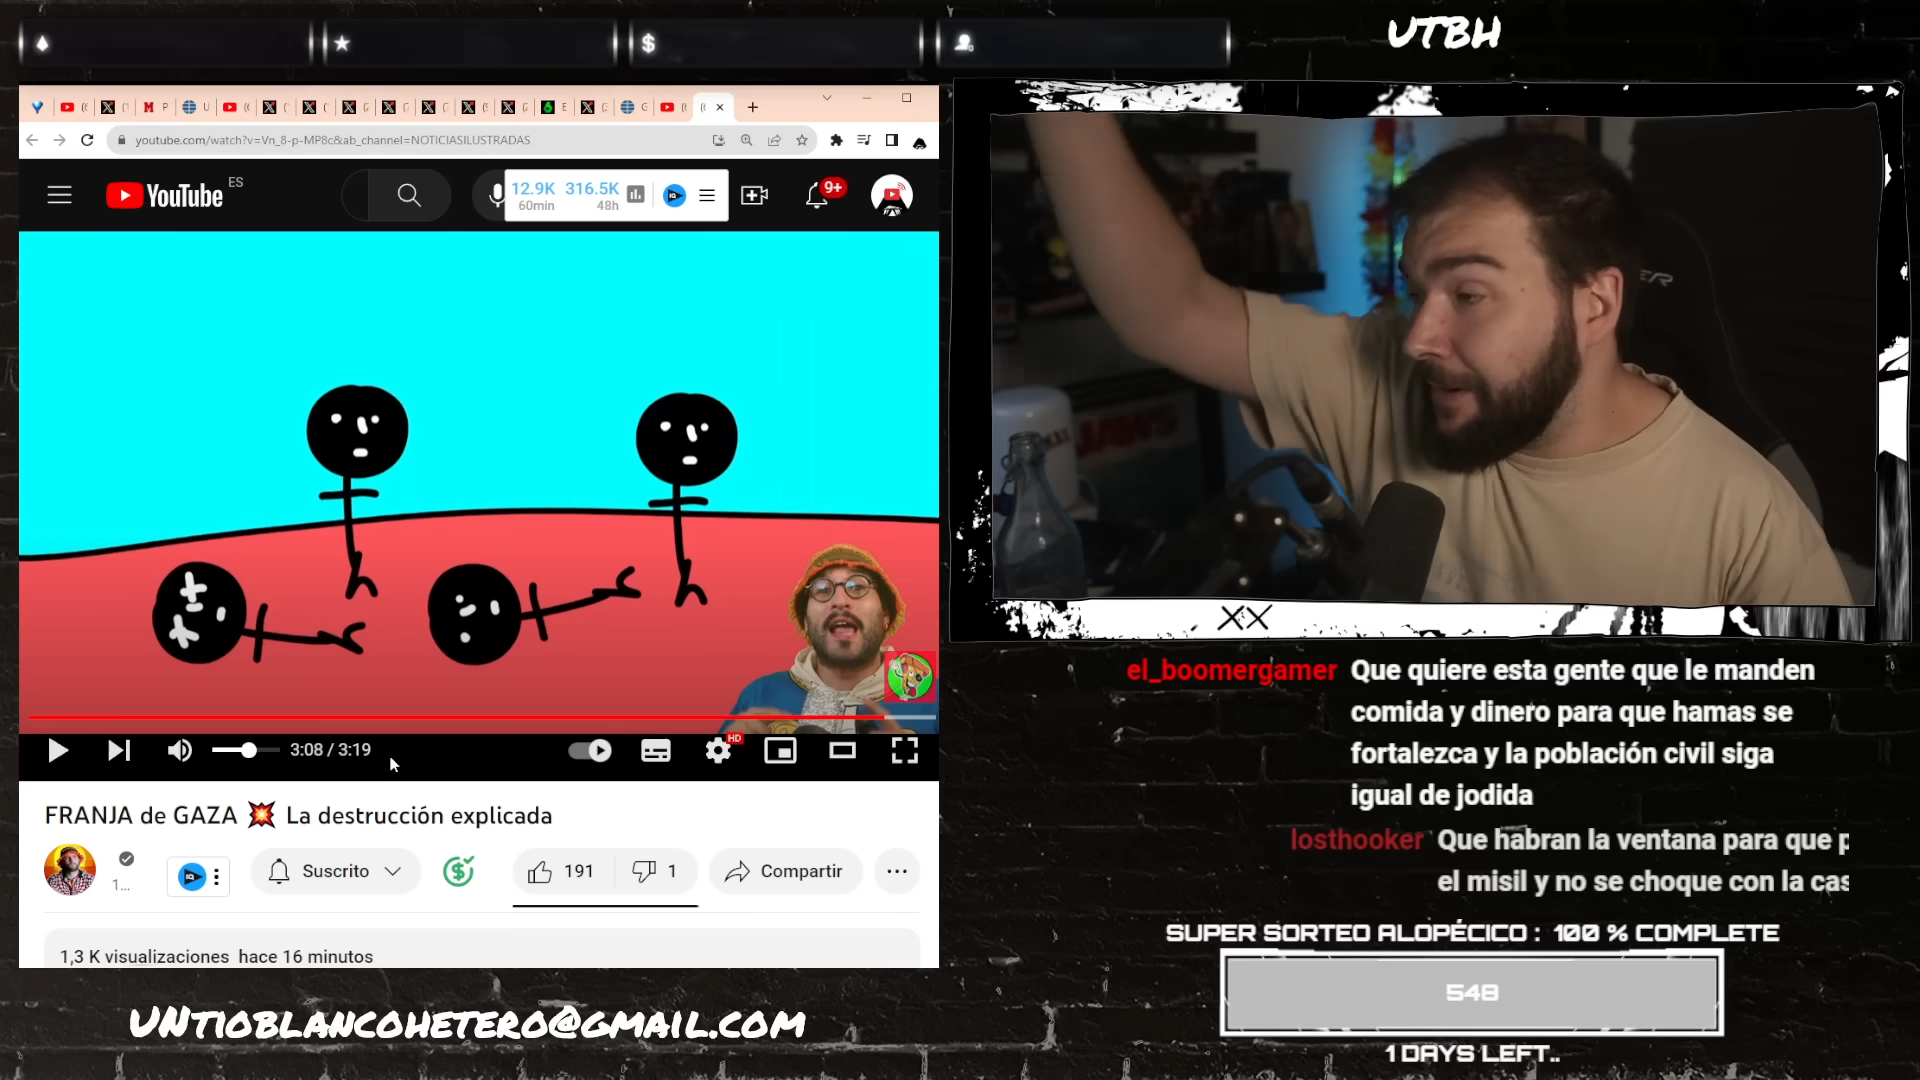 UTBH
youtube.com/watch?v=Vn_8-p-MP8c&ab_channel=NOTICIASILUSTRADAS
YouTube ES
12.9K 316.5K
60min 48h
9+
JAWS
XX
3:08 / 3:19
HD
FRANJA de GAZA 💥 La destrucción explicada
1...
Suscrito
191
1
Compartir
1,3 K visualizaciones hace 16 minutos
el_boomergamer Que quiere esta gente que le manden
comida y dinero para que hamas se
fortalezca y la población civil siga
igual de jodida
losthooker Que habran la ventana para que p
el misil y no se choque con la cas
SUPER SORTEO ALOPÉCICO : 100 % COMPLETE
548
1 DAYS LEFT..
UNTIOBLANCOHETERO@GMAIL.COM